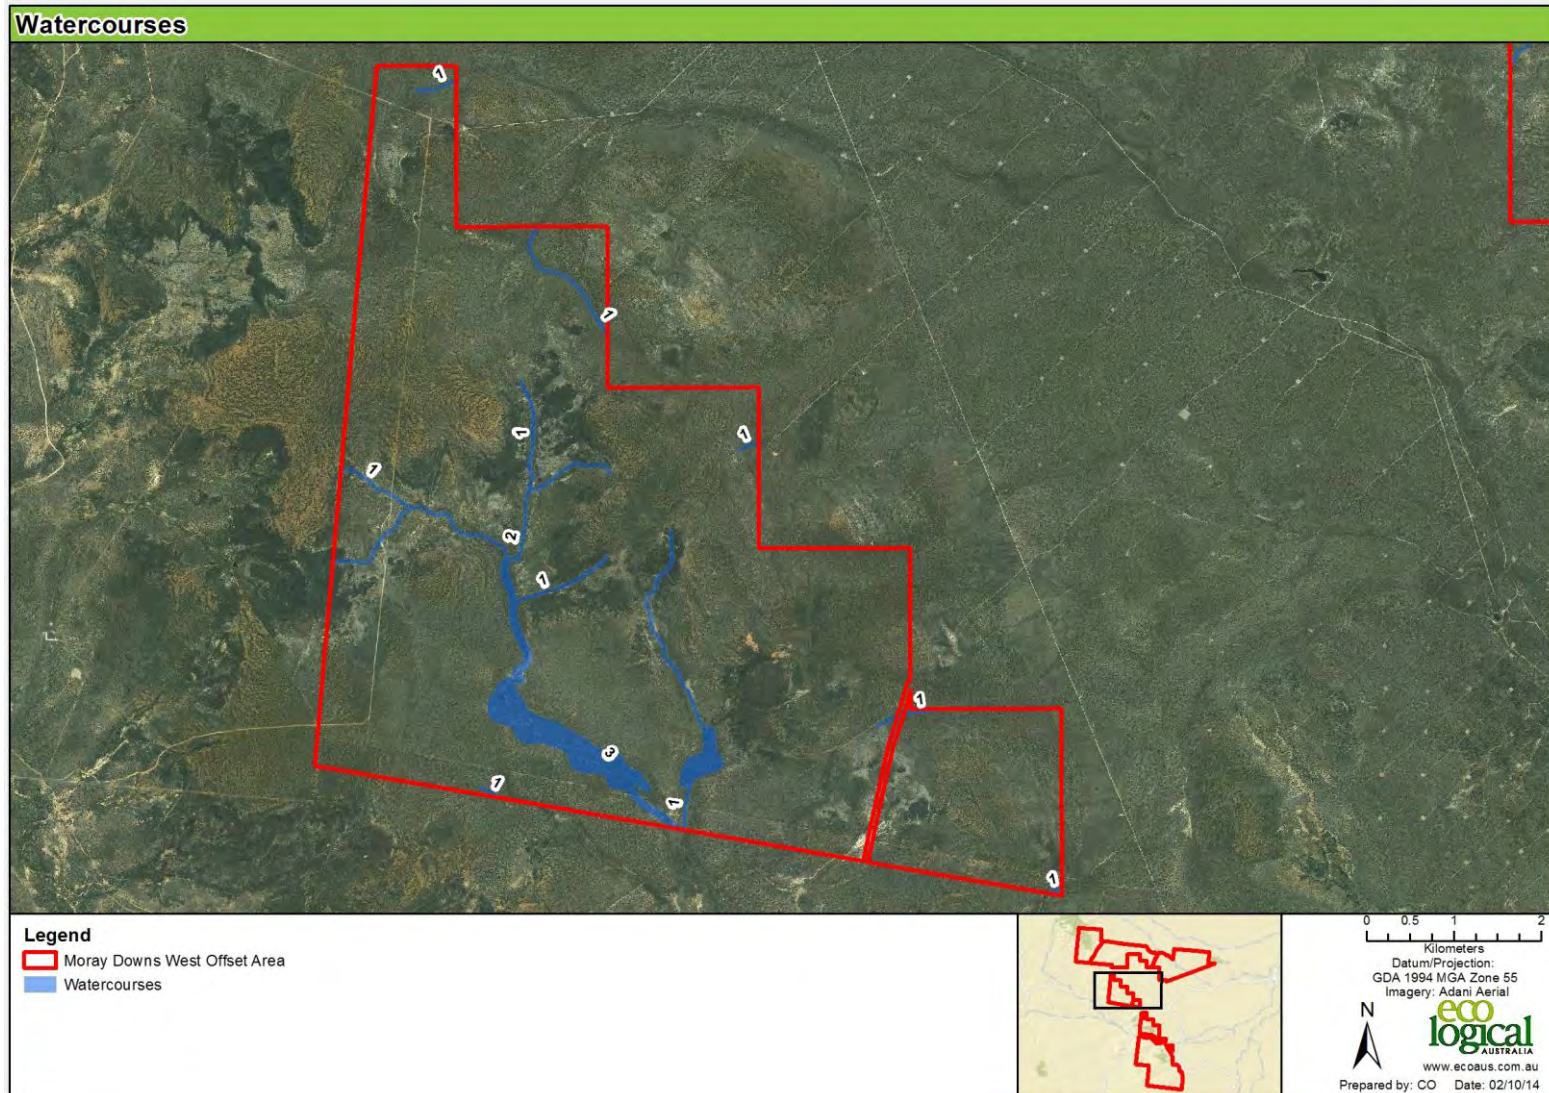 Watercourses
1
1
1
1
1
2
1
1
3
1
1
1
1
Legend
Moray Downs West Offset Area
Watercourses
0 0.5 1 2
Kilometers
Datum/Projection:
GDA 1994 MGA Zone 55
Imagery: Adani Aerial
N
eco
logical
AUSTRALIA
www.ecoaus.com.au
Prepared by: CO Date: 02/10/14